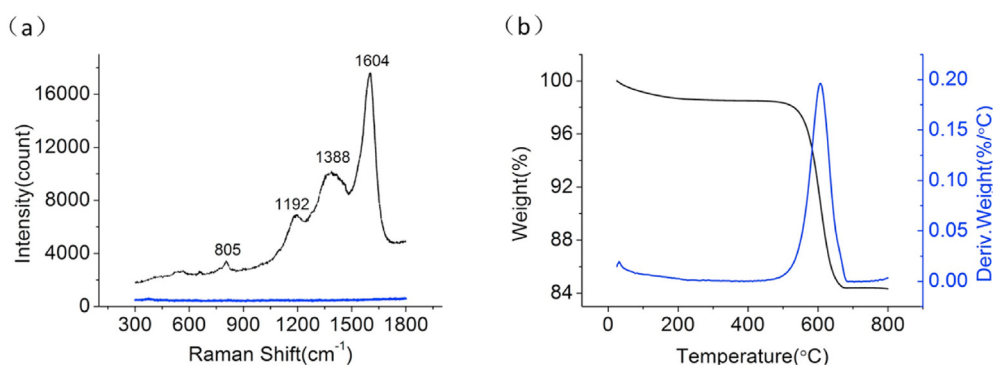 (a)
1604
1388
1192
805
16000
12000
8000
4000
0
Intensity(count)
300 600 900 1200 1500 1800
Raman Shift(cm⁻¹)
(b)
100
96
92
88
84
Weight(%)
0.20
0.15
0.10
0.05
0.00
Deriv.Weight(%/°C)
0 200 400 600 800
Temperature(°C)